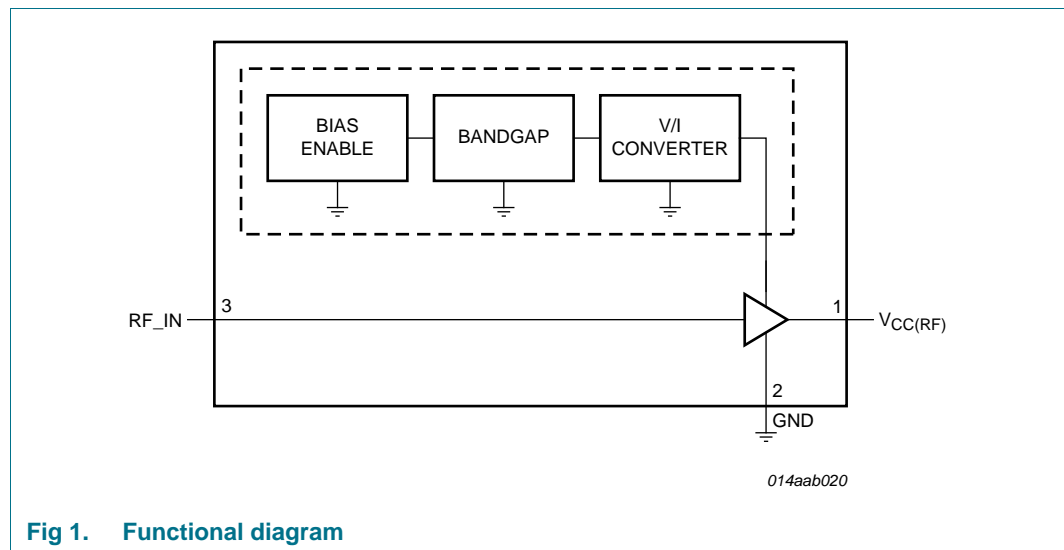 BIAS
ENABLE
BANDGAP
V/I
CONVERTER
RF_IN
3
1
VCC(RF)
2
GND
014aab020
Fig 1. Functional diagram